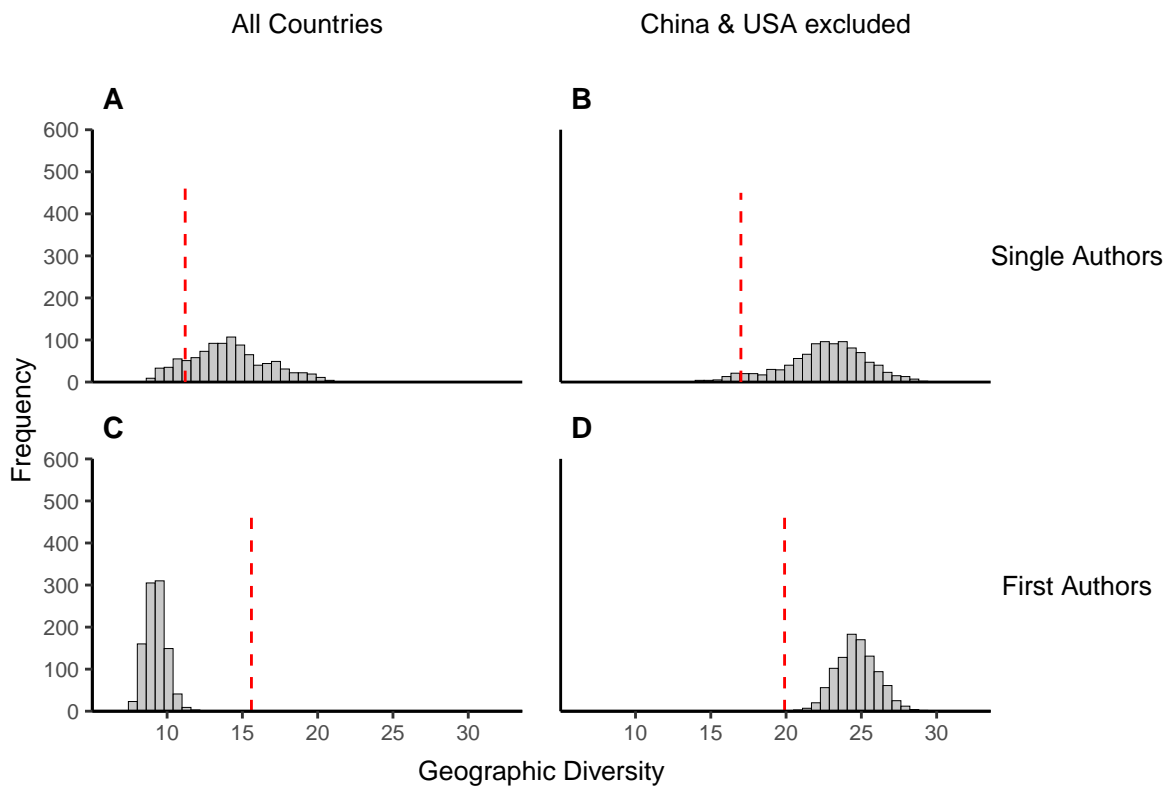 All Countries
China & USA excluded
A
B
600
500
400
300
200
100
0
Single Authors
C
D
600
500
400
300
200
100
0
First Authors
10
15
20
25
30
10
15
20
25
30
Frequency
Geographic Diversity